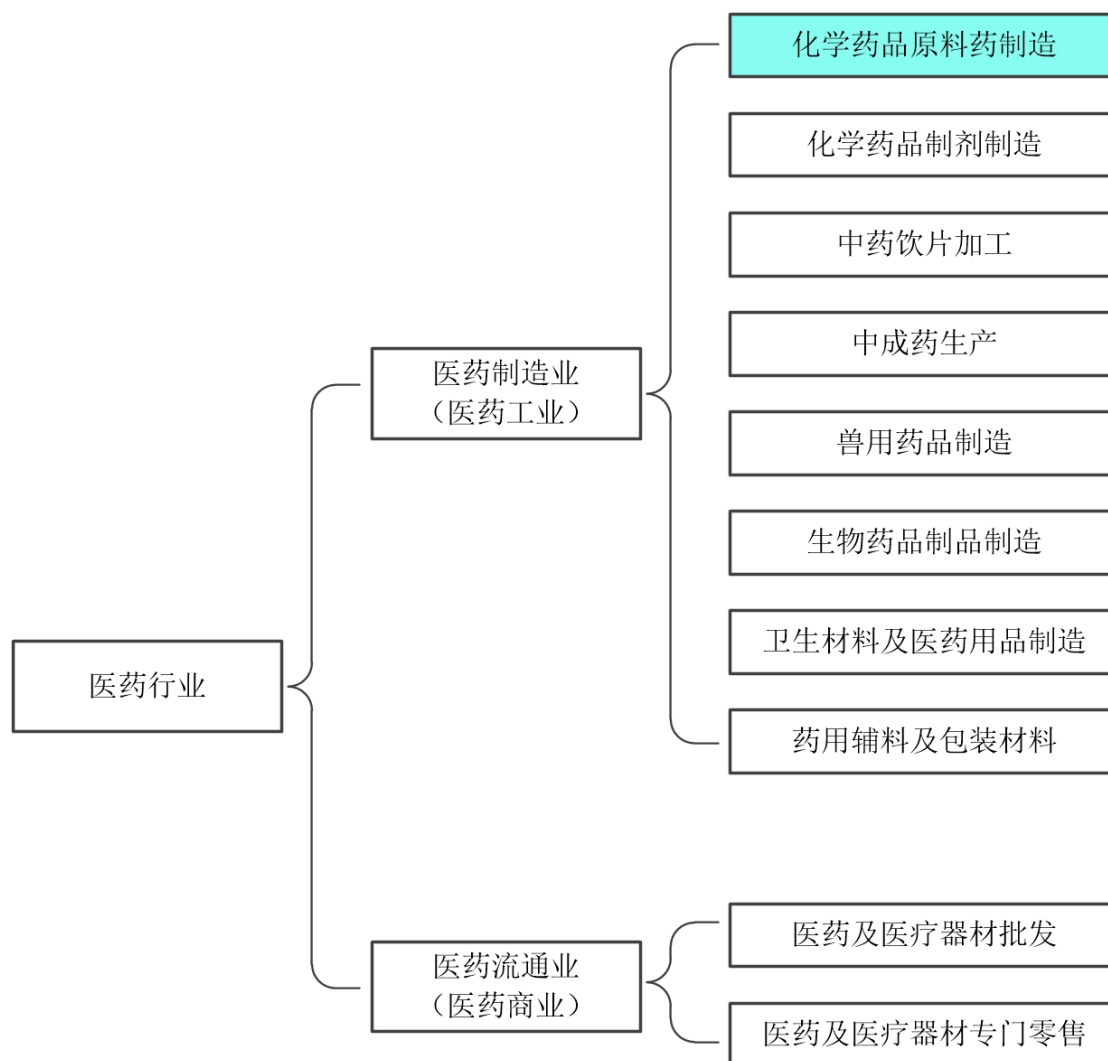 化学药品原料药制造
化学药品制剂制造
中药饮片加工
中成药生产
医药制造业
（医药工业）
兽用药品制造
生物药品制品制造
卫生材料及医药用品制造
医药行业
药用辅料及包装材料
医药及医疗器材批发
医药流通业
（医药商业）
医药及医疗器材专门零售